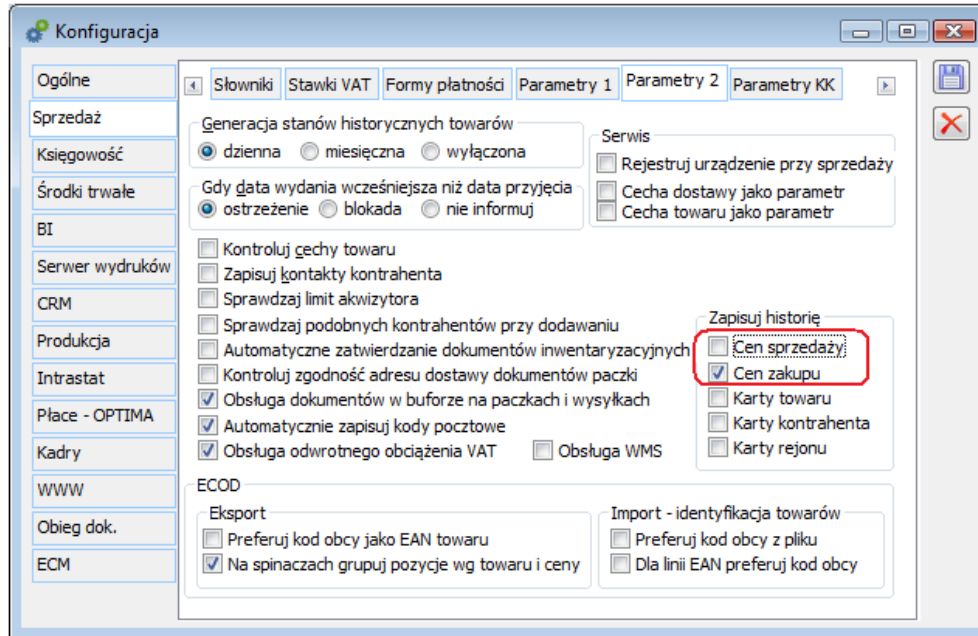 Konfiguracja
Ogólne
Sprzedaż
Księgowość
Środki trwałe
BI
Serwer wydruków
CRM
Produkcja
Intrastat
Płace - OPTIMA
Kadry
WWW
Obieg dok.
ECM
Słowniki Stawki VAT Formy płatności Parametry 1 Parametry 2 Parametry KK
Generacja stanów historycznych towarów
dzienna miesięczna wyłączona
Gdy data wydania wcześniejsza niż data przyjęcia
ostrzeżenie blokada nie informuj
Serwis
Rejestruj urządzenie przy sprzedaży
Cecha dostawy jako parametr
Cecha towaru jako parametr
Kontroluj cechy towaru
Zapisuj kontakty kontrahenta
Sprawdzaj limit akwizytora
Sprawdzaj podobnych kontrahentów przy dodawaniu
Automatyczne zatwierdzanie dokumentów inwentaryzacyjnych
Kontroluj zgodność adresu dostawy dokumentów paczki
Obsługa dokumentów w buforze na paczkach i wysyłkach
Automatycznie zapisuj kody pocztowe
Obsługa odwrotnego obciążenia VAT Obsługa WMS
Zapisuj historię
Cen sprzedaży
Cen zakupu
Karty towaru
Karty kontrahenta
Karty rejonu
ECOD
Eksport
Preferuj kod obcy jako EAN towaru
Na spinaczach grupuj pozycje wg towaru i ceny
Import - identyfikacja towarów
Preferuj kod obcy z pliku
Dla linii EAN preferuj kod obcy